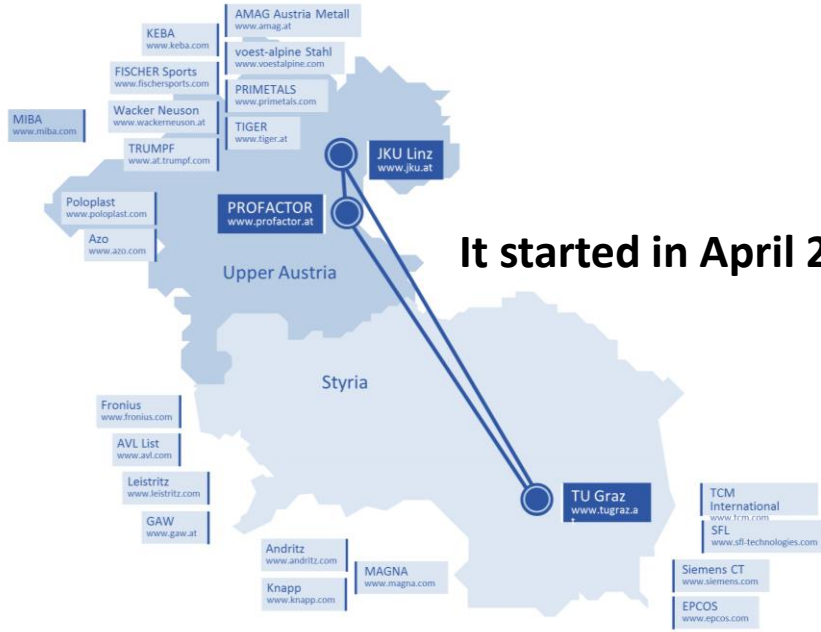 AMAG Austria Metall
www.amag.at
KEBA
www.keba.com
voest-alpine Stahl
www.voestalpine.com
FISCHER Sports
www.fischersports.com
PRIMETALS
www.primetals.com
MIBA
www.miba.com
Wacker Neuson
www.wackerneuson.at
TIGER
www.tiger.at
TRUMPF
www.at.trumpf.com
JKU Linz
www.jku.at
Poloplast
www.poloplast.com
PROFACTOR
www.profactor.at
Azo
www.azo.com
It started in April 2
Upper Austria
Styria
Fronius
www.fronius.com
AVL List
www.avl.com
Leistritz
www.leistritz.com
GAW
www.gaw.at
TU Graz
www.tugraz.a
TCM
International
www.tcm.com
SFL
www.sfl-technologies.com
Andritz
www.andritz.com
MAGNA
www.magna.com
Knapp
www.knapp.com
Siemens CT
www.siemens.com
EPCOS
www.epcos.com